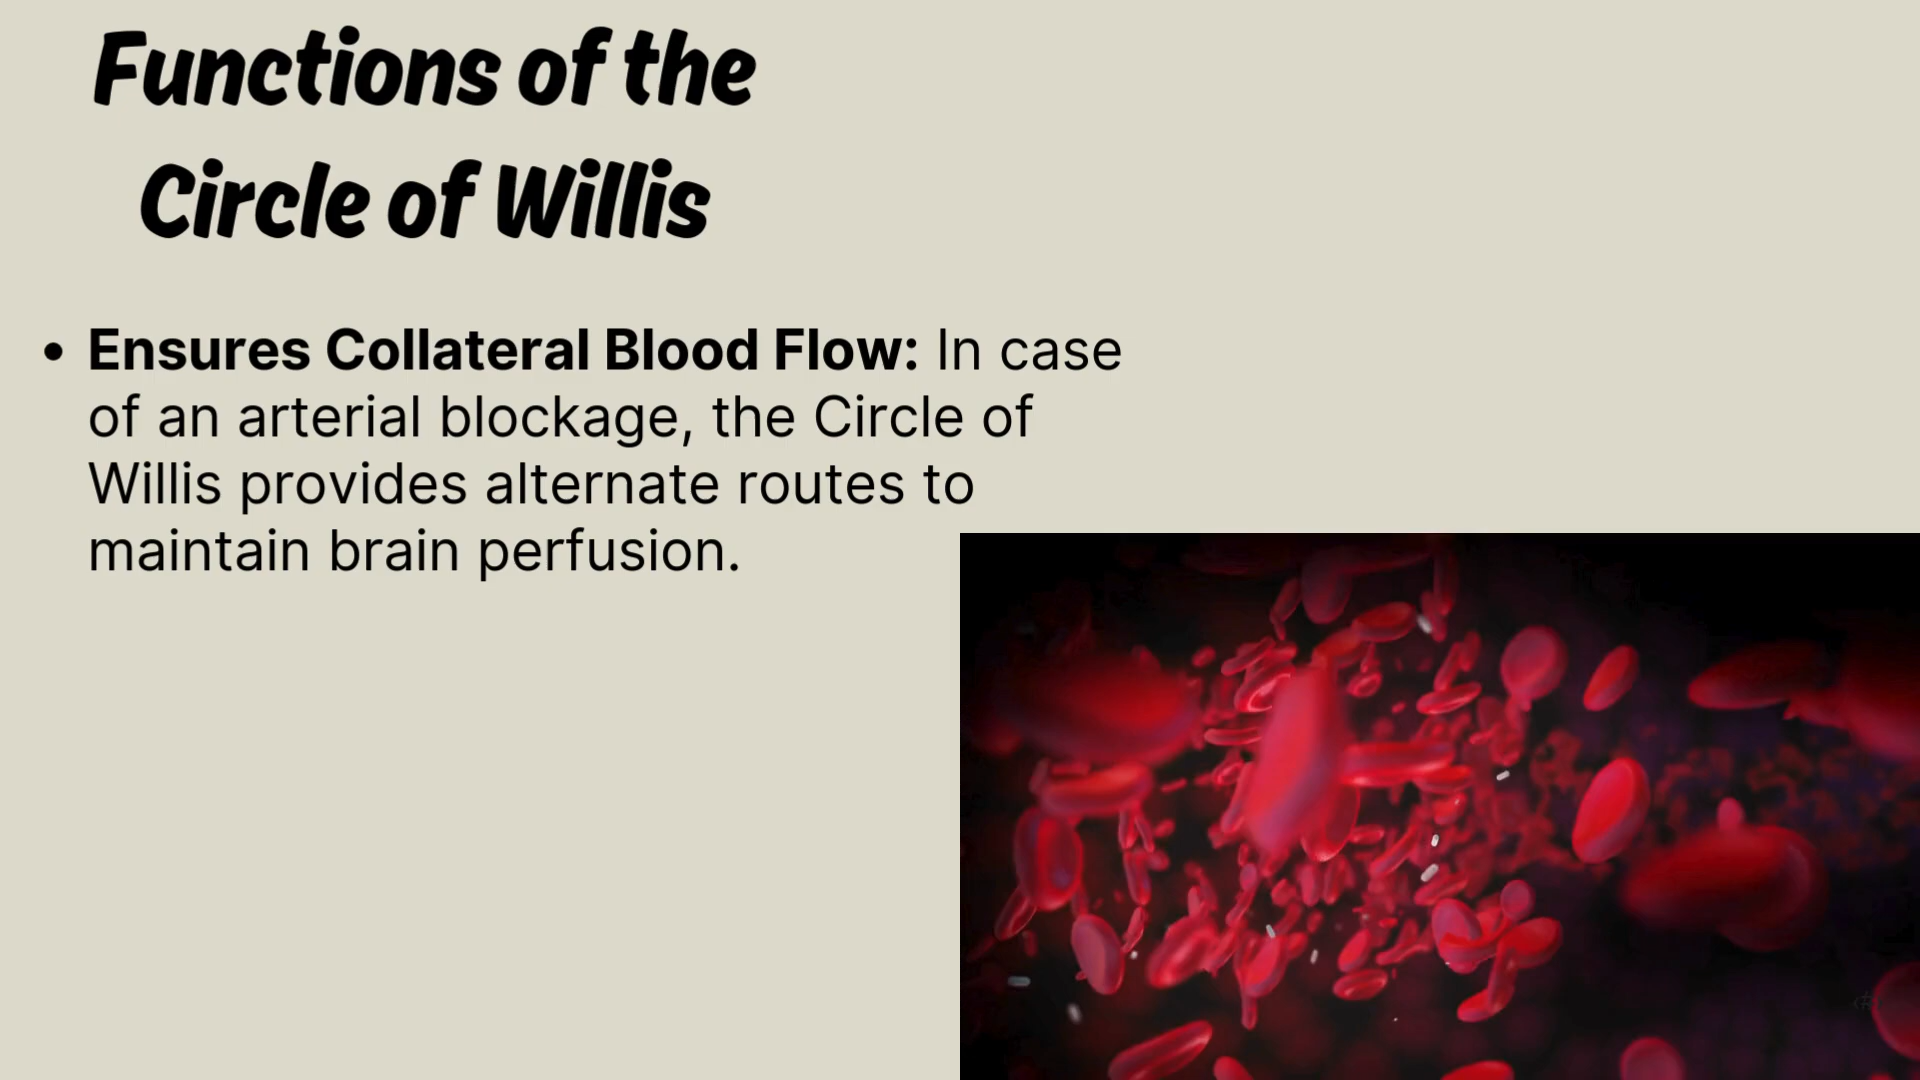 Functions of the
Circle of Willis
• Ensures Collateral Blood Flow: In case
of an arterial blockage, the Circle of
Willis provides alternate routes to
maintain brain perfusion.